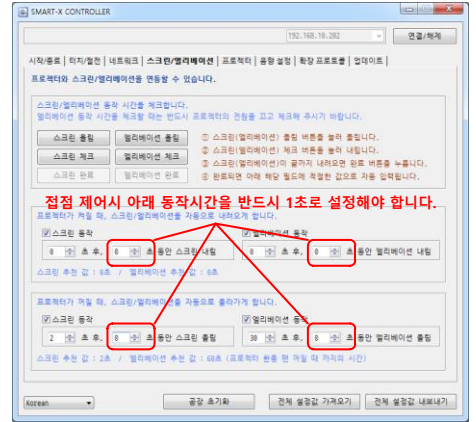 SMART-X CONTROLLER
192.168.18.202
연결/해제
시작/종료 | 터치/절전 | 네트워크 | 스크린/엘리베이션 | 프로젝터 | 음향 설정 | 확장 프로토콜 | 업데이트 |
프로젝터와 스크린/엘리베이션을 연동할 수 있습니다.
스크린/엘리베이션 동작 시간을 체크합니다.
엘리베이션 동작 시간을 체크할 때는 반드시 프로젝터의 전원을 끄고 체크해 주시기 바랍니다.
스크린 올림 엘리베이션 올림 ① 스크린(엘리베이션) 올림 버튼를 눌러 올립니다.
스크린 체크 엘리베이션 체크 ② 스크린(엘리베이션) 체크 버튼를 눌러 내립니다.
③ 스크린(엘리베이션)이 끝까지 내려오면 완료 버튼을 누릅니다.
스크린 완료 엘리베이션 완료 ④ 완료되면 아래 해당 필드에 적절한 값으로 자동 입력됩니다.
접점 제어시 아래 동작시간을 반드시 1초로 설정해야 합니다.
프로젝터가 켜질 때, 스크린/엘리베이션을 자동으로 내려오게 합니다.
스크린 동작 엘리베이션 동작
0 초 후, 0 초 동안 스크린 내림 0 초 후, 0 초 동안 엘리베이션 내림
스크린 추천 값 : 0초 / 엘리베이션 추천 값 : 0초
프로젝터가 꺼질 때, 스크린/엘리베이션을 자동으로 올라가게 합니다.
스크린 동작 엘리베이션 동작
2 초 후, 0 초 동안 스크린 올림 30 초 후, 0 초 동안 엘리베이션 올림
스크린 추천 값 : 2초 / 엘리베이션 추천 값 : 60초 (프로젝터 완중 팬 꺼질 때 까지의 시간)
Korean 공장 초기화 전체 설정값 가져오기 전체 설정값 내보내기